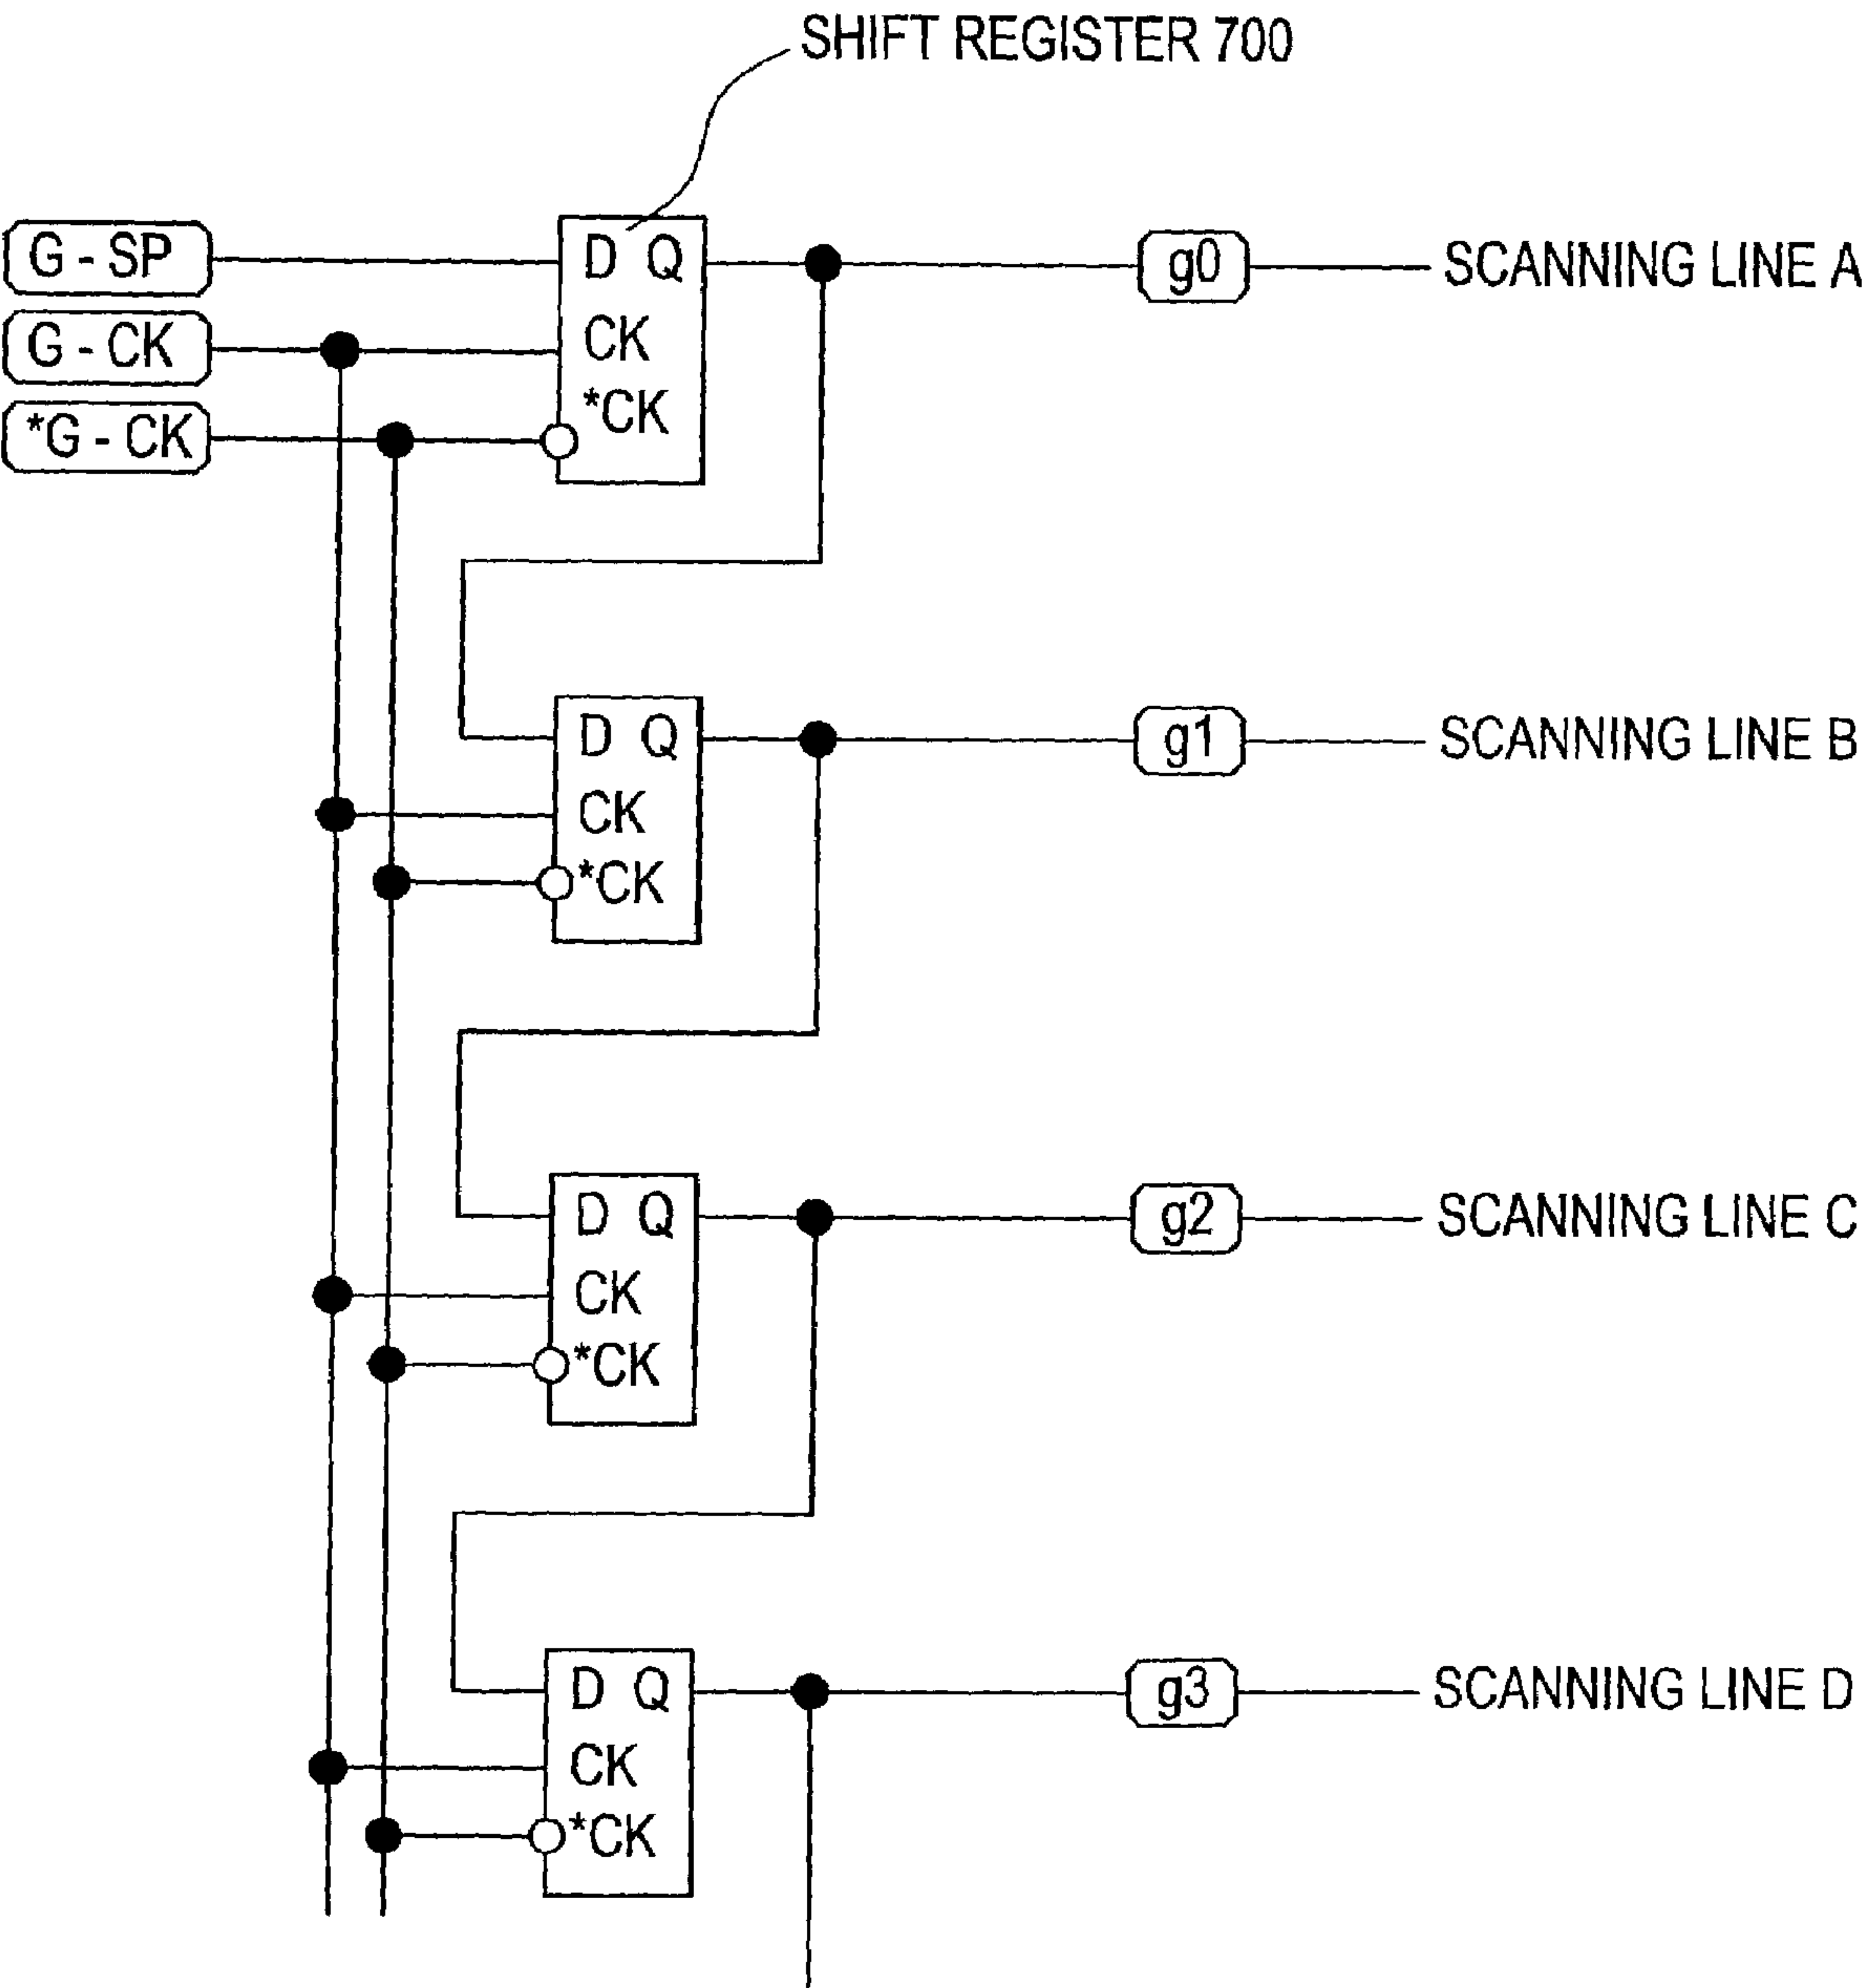 SHIFT REGISTER 700
G - SP
D Q
g0
SCANNING LINE A
G - CK
CK
*G - CK
*CK
D Q
g1
SCANNING LINE B
CK
*CK
D Q
g2
SCANNING LINE C
CK
*CK
D Q
g3
SCANNING LINE D
CK
*CK